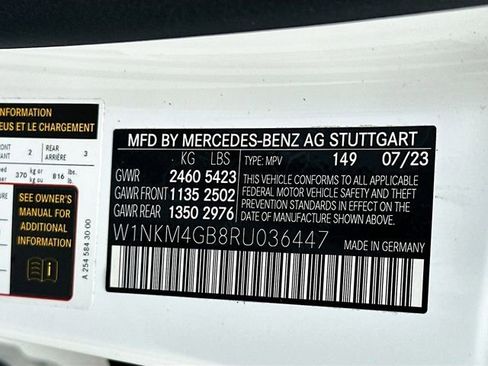 INFORMATION
EUS ET LE CHARGEMENT
FRONT
AVANT 2 REAR
ARRIÈRE 3
370 kg or
kg ou 816 lbs.
lb.
SEE OWNER'S
MANUAL FOR
ADDITIONAL
INFORMATION
A 254 584 30 00
MFD BY MERCEDES-BENZ AG STUTTGART
KG LBS TYPE: MPV 149 07/23
GVWR 2460 5423
GAWR FRONT 1135 2502
GAWR REAR 1350 2976
THIS VEHICLE CONFORMS TO ALL APPLICABLE
FEDERAL MOTOR VEHICLE SAFETY AND THEFT
PREVENTION STANDARDS IN EFFECT ON THE
DATE OF MANUFACTURE SHOWN ABOVE.
W1NKM4GB8RU036447 MADE IN GERMANY